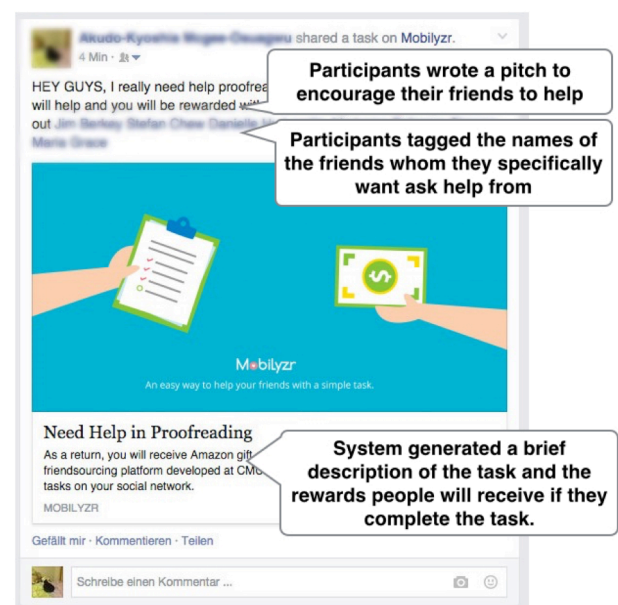 shared a task on Mobilyzr.
4 Min ·
Participants wrote a pitch to
encourage their friends to help
HEY GUYS, I really need help
will help and you will be rewarded
out
Participants tagged the names of
the friends whom they specifically
want ask help from
Mobilyzr
An easy way to help your friends with a simple task.
Need Help in Proofreading
As a return, you will receive Amazon gift
friendsourcing platform developed at
tasks on your social network.
MOBILYZR
System generated a brief
description of the task and the
rewards people will receive if they
complete the task.
Gefällt mir · Kommentieren · Teilen
Schreibe einen Kommentar ...